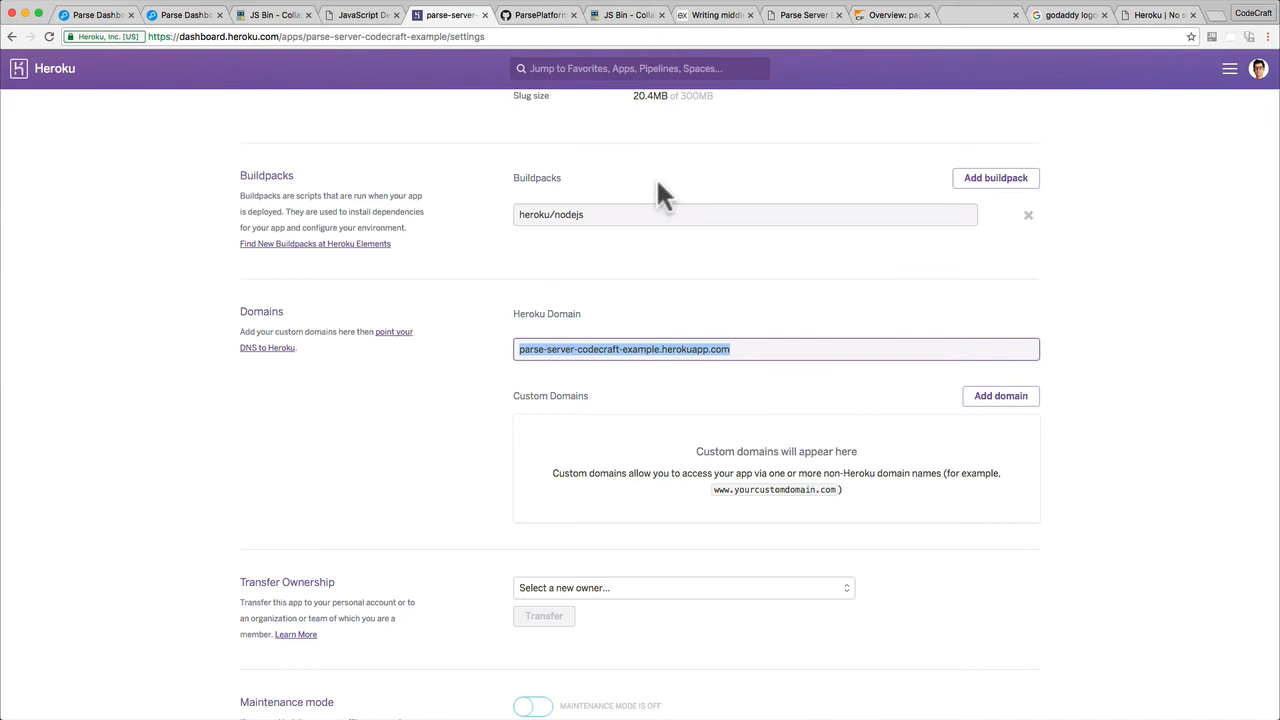 Parse Dashb
Parse Dashb
JS Bin - Colla
JavaScript De
parse-server-
ParsePlatform
JS Bin - Colla
Writing middl
Parse Server
Overview: pa
godaddy logo
Heroku | No s
CodeCraft
Heroku, Inc. [US]
https://dashboard.heroku.com/apps/parse-server-codecraft-example/settings
Heroku
Jump to Favorites, Apps, Pipelines, Spaces...
Slug size
20.4MB of 300MB
Buildpacks
Buildpacks are scripts that are run when your app
is deployed. They are used to install dependencies
for your app and configure your environment.
Find New Buildpacks at Heroku Elements
Buildpacks
Add buildpack
heroku/nodejs
Domains
Add your custom domains here then point your
DNS to Heroku.
Heroku Domain
parse-server-codecraft-example.herokuapp.com
Custom Domains
Add domain
Custom domains will appear here
Custom domains allow you to access your app via one or more non-Heroku domain names (for example,
www.yourcustomdomain.com)
Transfer Ownership
Transfer this app to your personal account or to
an organization or team of which you are a
member. Learn More
Select a new owner...
Transfer
Maintenance mode
MAINTENANCE MODE IS OFF